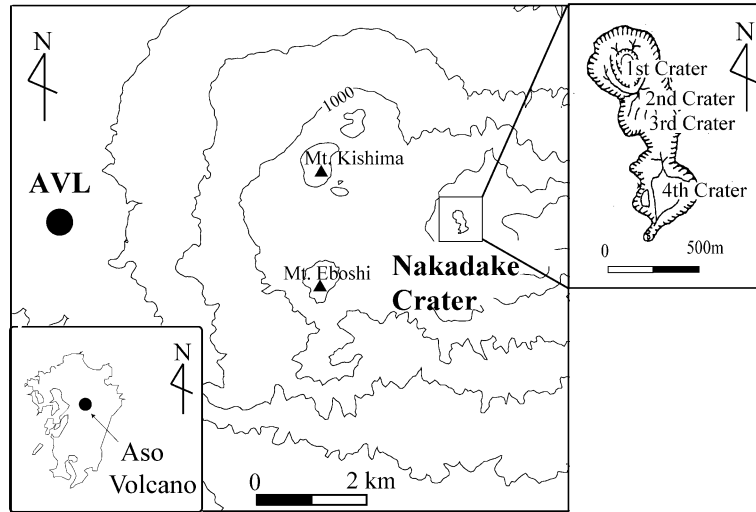 N
1000
Mt. Kishima
AVL
Mt. Eboshi
Nakadake
Crater
0 2 km
N
Aso
Volcano
N
1st Crater
2nd Crater
3rd Crater
4th Crater
0 500m